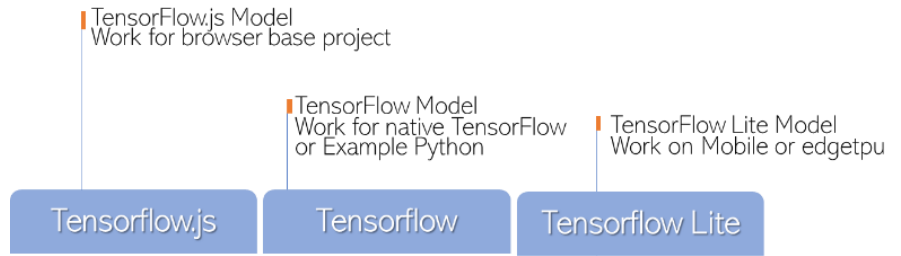 TensorFlow.js Model
Work for browser base project
TensorFlow Model
Work for native TensorFlow
or Example Python
TensorFlow Lite Model
Work on Mobile or edgetpu
Tensorflow.js
Tensorflow
Tensorflow Lite